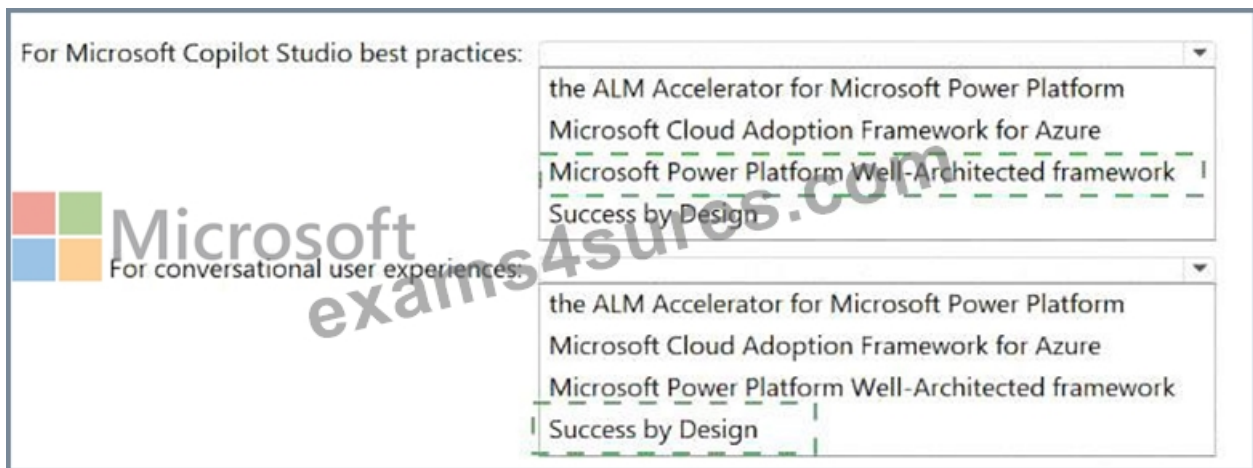 For Microsoft Copilot Studio best practices:
the ALM Accelerator for Microsoft Power Platform
Microsoft Cloud Adoption Framework for Azure
Microsoft Power Platform Well-Architected framework
Success by Design
Microsoft
exams4sures.com
For conversational user experiences:
the ALM Accelerator for Microsoft Power Platform
Microsoft Cloud Adoption Framework for Azure
Microsoft Power Platform Well-Architected framework
Success by Design